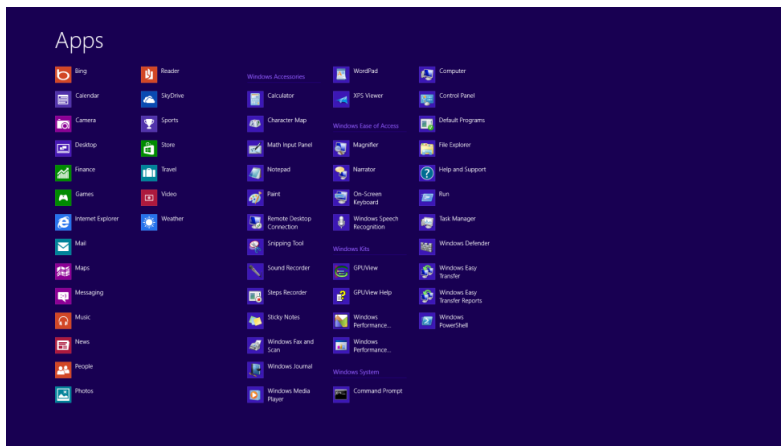 Apps
Bing
Calendar
Camera
Desktop
Finance
Games
Internet Explorer
Mail
Maps
Messaging
Music
News
People
Photos
Reader
SkyDrive
Sports
Store
Travel
Video
Weather
Windows Accessories
Calculator
Character Map
Math Input Panel
Notepad
Paint
Remote Desktop
Connection
Snipping Tool
Sound Recorder
Steps Recorder
Sticky Notes
Windows Fax and
Scan
Windows Journal
Windows Media
Player
WordPad
XPS Viewer
Windows Ease of Access
Magnifier
Narrator
On-Screen
Keyboard
Windows Speech
Recognition
Windows Kits
GPUView
GPUView Help
Windows
Performance...
Windows
Performance...
Windows System
Command Prompt
Computer
Control Panel
Default Programs
File Explorer
Help and Support
Run
Task Manager
Windows Defender
Windows Easy
Transfer
Windows Easy
Transfer Reports
Windows
PowerShell